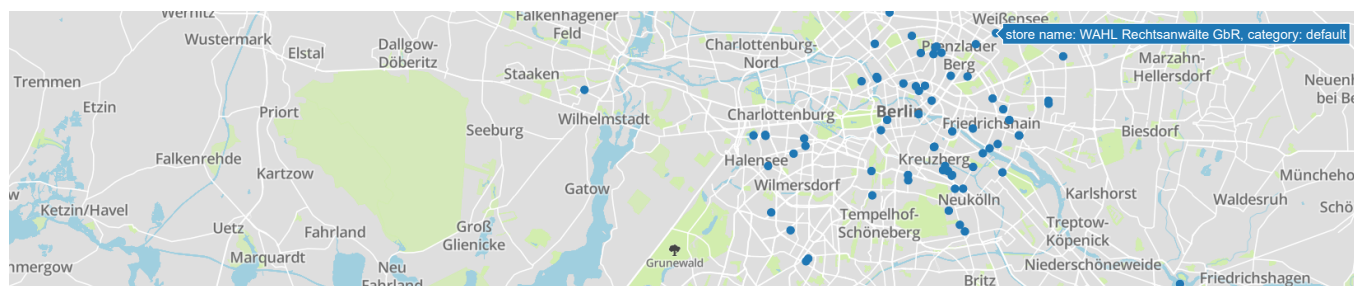 Wernitz
Falkenhagener
Feld
Weißensee
store name: WAHL Rechtsanwälte GbR, category: default
Wustermark
Elstal
Dallgow-
Döberitz
Charlottenburg-
Nord
Prenzlauer
Berg
Marzahn-
Hellersdorf
Tremmen
Staaken
Neuenh
bei Be
Etzin
Priort
Wilhelmstadt
Charlottenburg
Berlin
Friedrichshain
Seeburg
Biesdorf
Falkenrehde
Halensee
Kreuzberg
Kartzow
Gatow
Wilmersdorf
Karlshorst
Müncheho
w
Ketzin/Havel
Neukölln
Waldesruh
Schö
Uetz
Fahrland
Groß
Glienicke
Tempelhof-
Schöneberg
Treptow-
Köpenick
Marquardt
Grunewald
Niederschöneweide
nmergow
Neu
Fahrland
Britz
Friedrichshagen